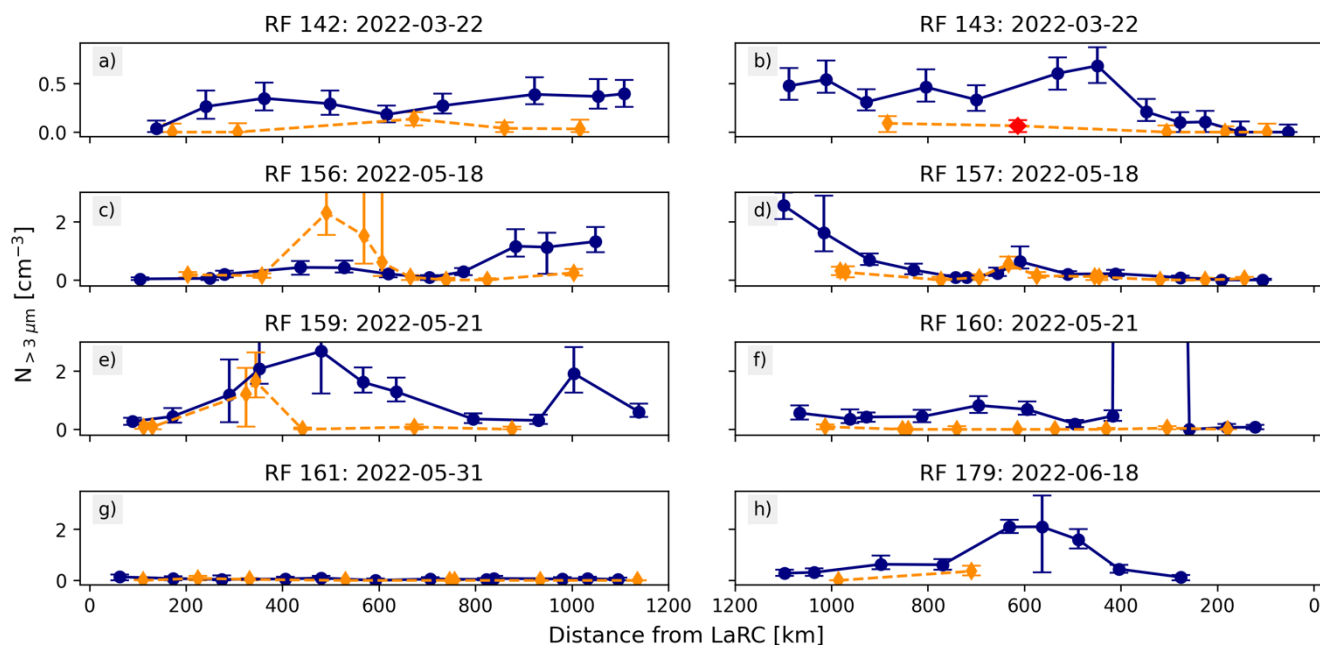 RF 142: 2022-03-22
RF 143: 2022-03-22
a)
b)
0.5
0.0
RF 156: 2022-05-18
RF 157: 2022-05-18
c)
d)
2
0
RF 159: 2022-05-21
RF 160: 2022-05-21
e)
f)
2
0
RF 161: 2022-05-31
RF 179: 2022-06-18
g)
h)
2
0
0 200 400 600 800 1000 1200
1200 1000 800 600 400 200 0
N> 3 μm [cm−3]
Distance from LaRC [km]